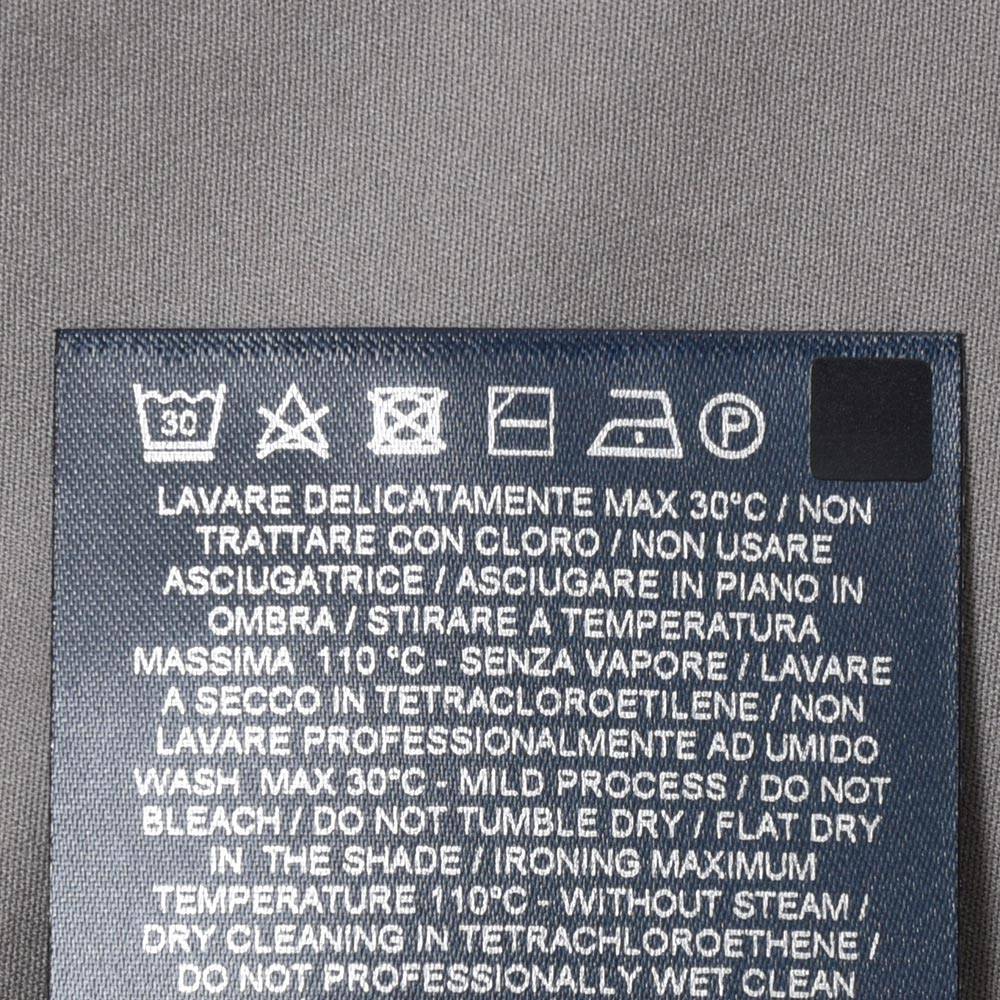 30 P
LAVARE DELICATAMENTE MAX 30°C / NON
TRATTARE CON CLORO / NON USARE
ASCIUGATRICE / ASCIUGARE IN PIANO IN
OMBRA / STIRARE A TEMPERATURA
MASSIMA 110 °C - SENZA VAPORE / LAVARE
A SECCO IN TETRACLOROETILENE / NON
LAVARE PROFESSIONALMENTE AD UMIDO
WASH MAX 30°C - MILD PROCESS / DO NOT
BLEACH / DO NOT TUMBLE DRY / FLAT DRY
IN THE SHADE / IRONING MAXIMUM
TEMPERATURE 110°C - WITHOUT STEAM /
DRY CLEANING IN TETRACHLOROETHENE /
DO NOT PROFESSIONALLY WET CLEAN